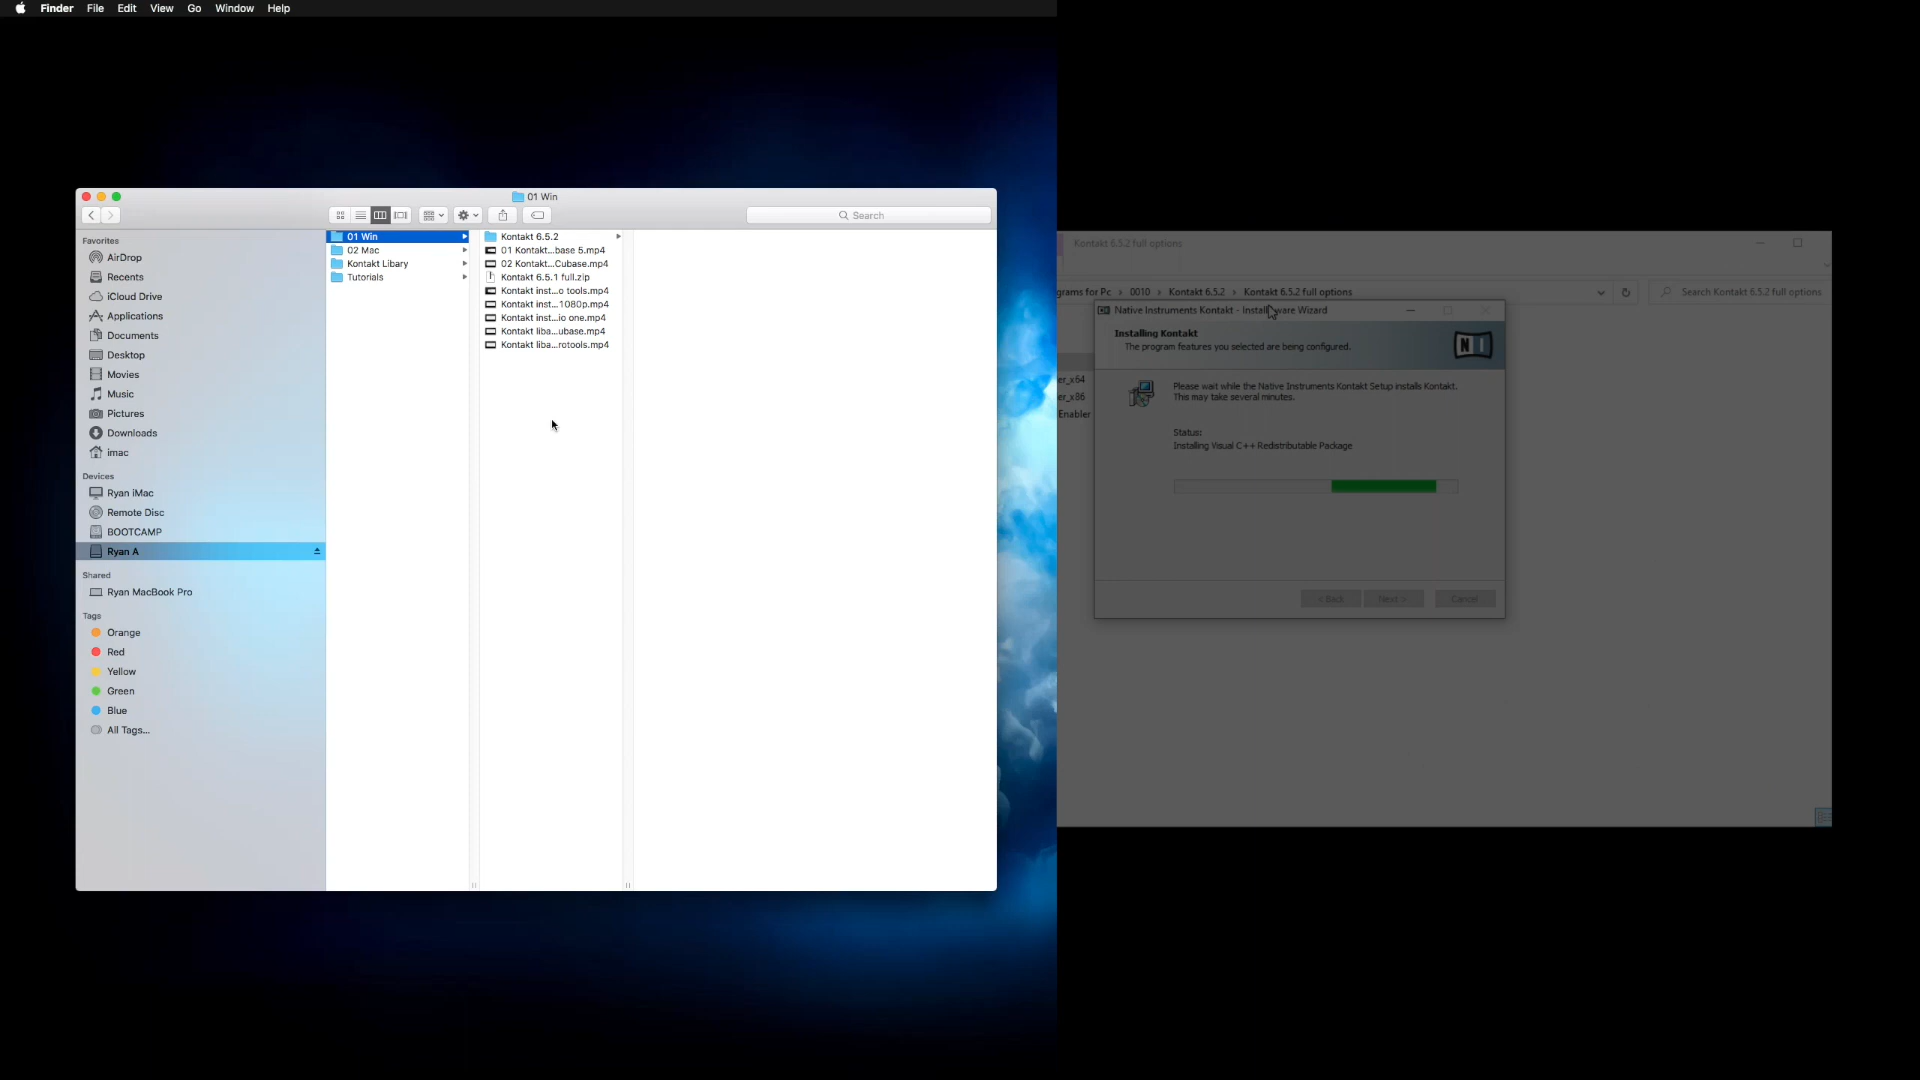 Finder File Edit View Go Window Help
01 Win
Search
Favorites
AirDrop
Recents
iCloud Drive
Applications
Documents
Desktop
Movies
Music
Pictures
Downloads
imac
Devices
Ryan iMac
Remote Disc
BOOTCAMP
Ryan A
Shared
Ryan MacBook Pro
Tags
Orange
Red
Yellow
Green
Blue
All Tags...
01 Win
02 Mac
Kontakt Libary
Tutorials
Kontakt 6.5.2
01 Kontakt...base 5.mp4
02 Kontakt...Cubase.mp4
Kontakt 6.5.1 full.zip
Kontakt inst...o tools.mp4
Kontakt inst...1080p.mp4
Kontakt inst...io one.mp4
Kontakt liba...ubase.mp4
Kontakt liba...rotools.mp4
Kontakt 6.5.2 full options
grams for Pc > 0010 > Kontakt 6.5.2 > Kontakt 6.5.2 full options
Search Kontakt 6.5.2 full options
er_x64
er_x86
Enabler
Native Instruments Kontakt - Wizard
Installing Kontakt
The program features you selected are being configured.
NI
Please wait while the Native Instruments Kontakt Setup installs Kontakt.
This may take several minutes.
Status:
Installing Visual C++ Redistributable Package
< Back Next > Cancel